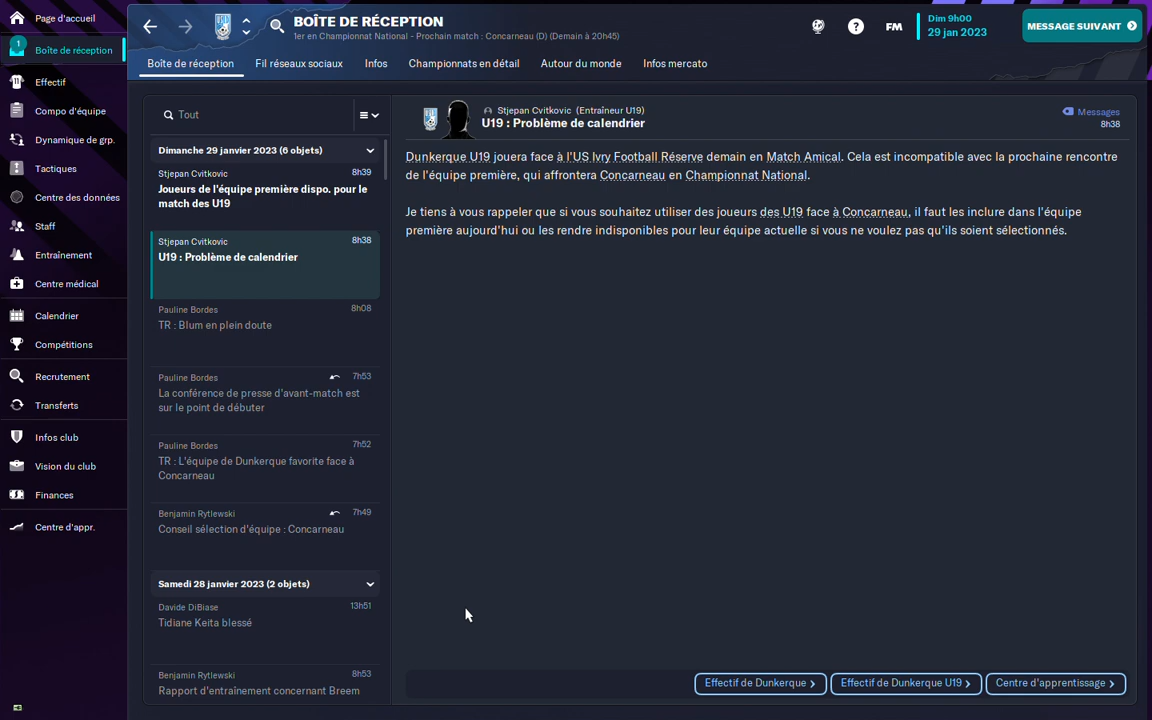 Page d'accueil
1
Boîte de réception
Effectif
Compo d'équipe
Dynamique de grp.
Tactiques
Centre des données
Staff
Entraînement
Centre médical
Calendrier
Compétitions
Recrutement
Transferts
Infos club
Vision du club
Finances
Centre d'appr.
BOÎTE DE RÉCEPTION
1er en Championnat National - Prochain match : Concarneau (D) (Demain à 20h45)
?
FM
Dim 9h00
29 jan 2023
MESSAGE SUIVANT
Boîte de réception
Fil réseaux sociaux
Infos
Championnats en détail
Autour du monde
Infos mercato
Tout
Dimanche 29 janvier 2023 (6 objets)
Stjepan Cvitkovic 8h39
Joueurs de l'équipe première dispo. pour le
match des U19
Stjepan Cvitkovic 8h38
U19 : Problème de calendrier
Pauline Bordes 8h08
TR : Blum en plein doute
Pauline Bordes 7h53
La conférence de presse d'avant-match est
sur le point de débuter
Pauline Bordes 7h52
TR : L'équipe de Dunkerque favorite face à
Concarneau
Benjamin Rytlewski 7h49
Conseil sélection d'équipe : Concarneau
Samedi 28 janvier 2023 (2 objets)
Davide DiBiase 13h51
Tidiane Keita blessé
Benjamin Rytlewski 8h53
Rapport d'entraînement concernant Breem
Stjepan Cvitkovic (Entraîneur U19)
U19 : Problème de calendrier
Messages
8h38
Dunkerque U19 jouera face à l'US Ivry Football Réserve demain en Match Amical. Cela est incompatible avec la prochaine rencontre
de l'équipe première, qui affrontera Concarneau en Championnat National.
Je tiens à vous rappeler que si vous souhaitez utiliser des joueurs des U19 face à Concarneau, il faut les inclure dans l'équipe
première aujourd'hui ou les rendre indisponibles pour leur équipe actuelle si vous ne voulez pas qu'ils soient sélectionnés.
Effectif de Dunkerque
Effectif de Dunkerque U19
Centre d'apprentissage